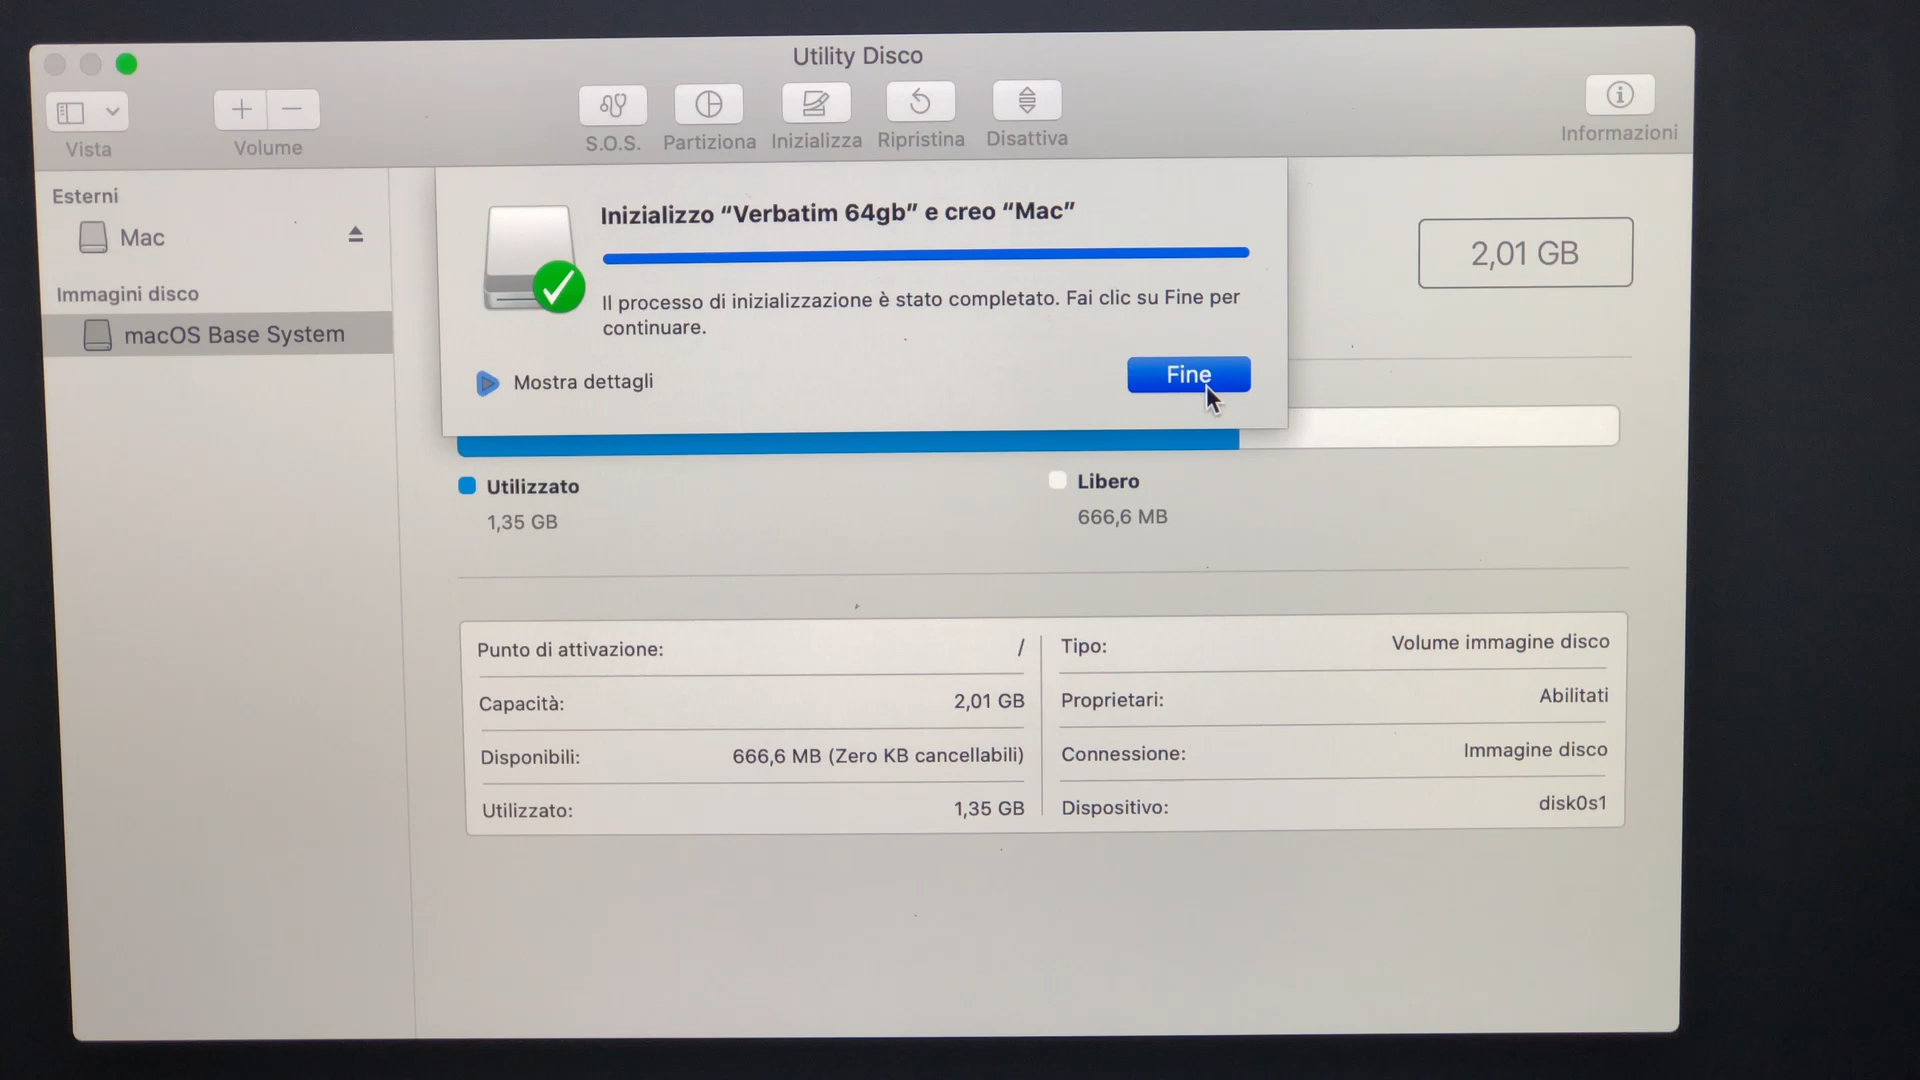 Utility Disco
Vista
Volume
S.O.S.
Partiziona
Inizializza
Ripristina
Disattiva
Informazioni
Esterni
Mac
Immagini disco
macOS Base System
Inizializzo “Verbatim 64gb” e creo “Mac”
Il processo di inizializzazione è stato completato. Fai clic su Fine per
continuare.
Mostra dettagli
Fine
2,01 GB
Utilizzato
1,35 GB
Libero
666,6 MB
Punto di attivazione: /
Capacità: 2,01 GB
Disponibili: 666,6 MB (Zero KB cancellabili)
Utilizzato: 1,35 GB
Tipo: Volume immagine disco
Proprietari: Abilitati
Connessione: Immagine disco
Dispositivo: disk0s1